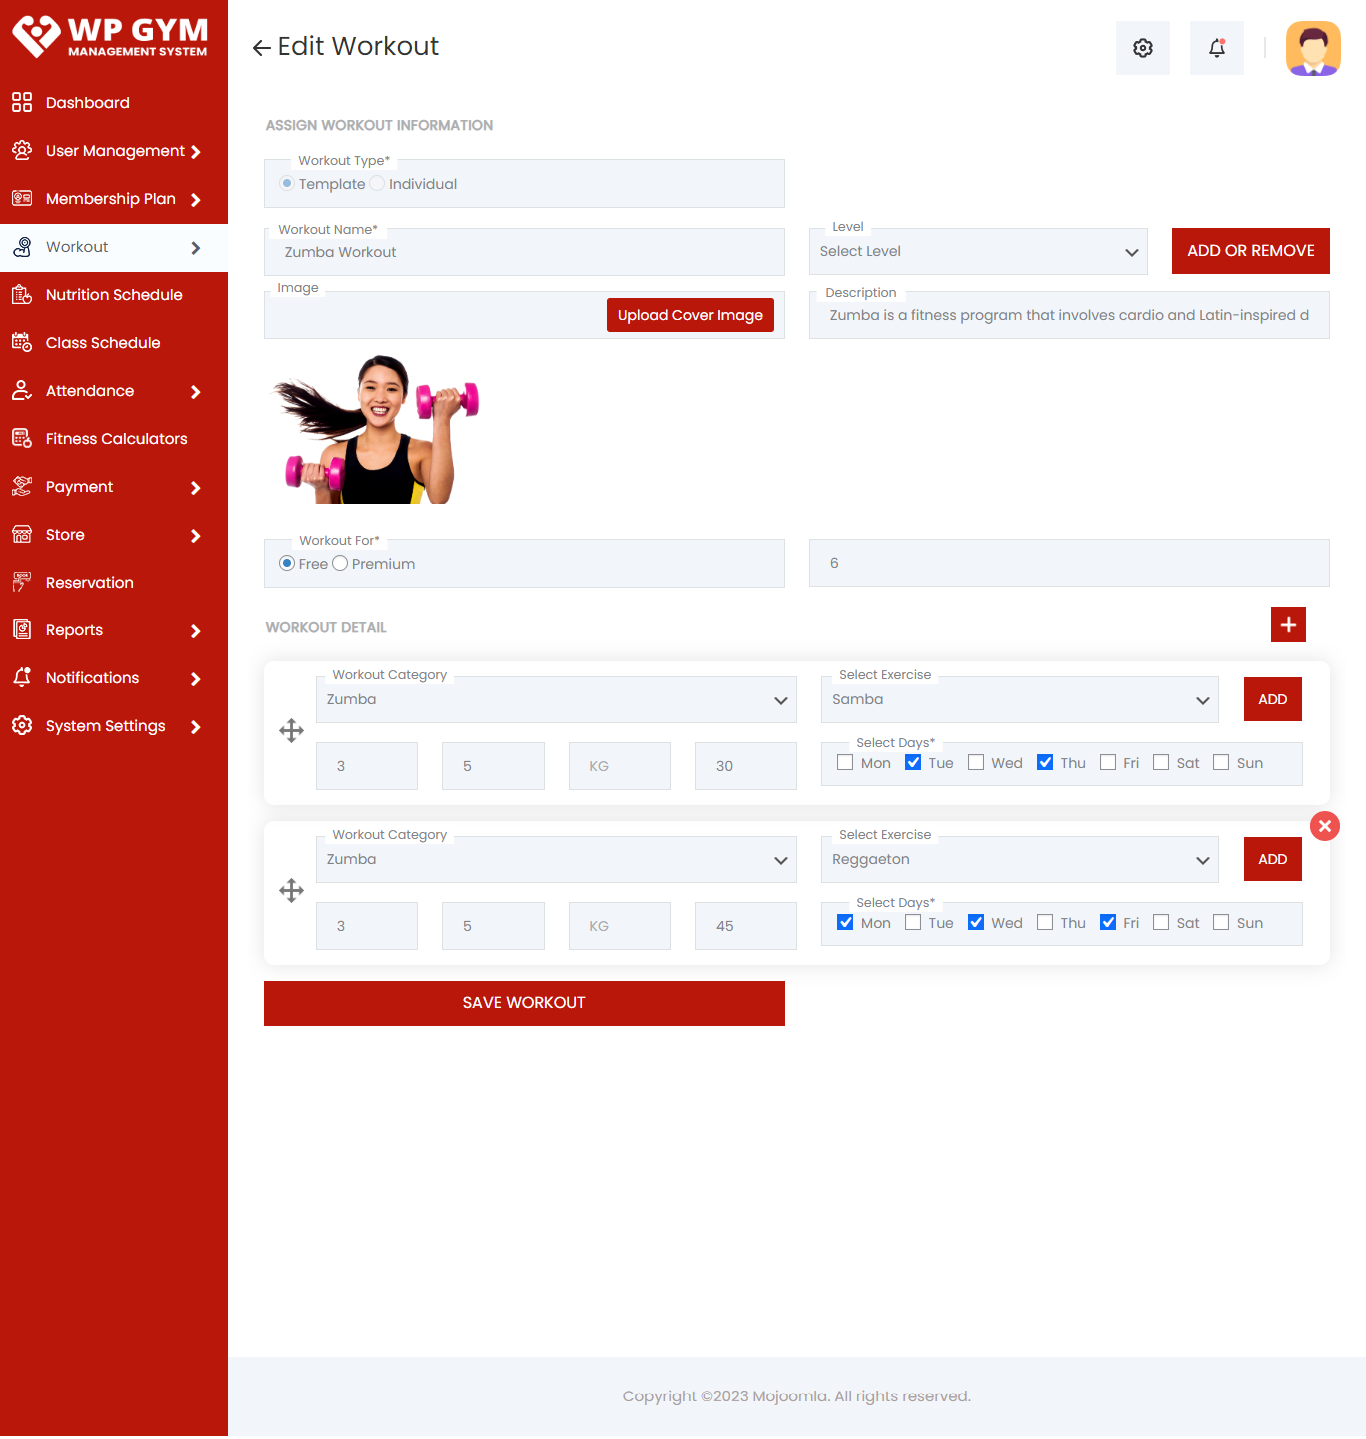 WP GYM
MANAGEMENT SYSTEM
Dashboard
User Management
Membership Plan
Workout
Nutrition Schedule
Class Schedule
Attendance
Fitness Calculators
Payment
Store
Reservation
Reports
Notifications
System Settings
Edit Workout
ASSIGN WORKOUT INFORMATION
Workout Type*
Template Individual
Workout Name*
Zumba Workout
Level
Select Level
ADD OR REMOVE
Image
Upload Cover Image
Description
Zumba is a fitness program that involves cardio and Latin-inspired d
Workout For*
Free Premium
6
WORKOUT DETAIL
Workout Category
Zumba
Select Exercise
Samba
ADD
3 5 KG 30
Select Days*
Mon Tue Wed Thu Fri Sat Sun
Workout Category
Zumba
Select Exercise
Reggaeton
ADD
3 5 KG 45
Select Days*
Mon Tue Wed Thu Fri Sat Sun
SAVE WORKOUT
Copyright ©2023 Mojoomla. All rights reserved.